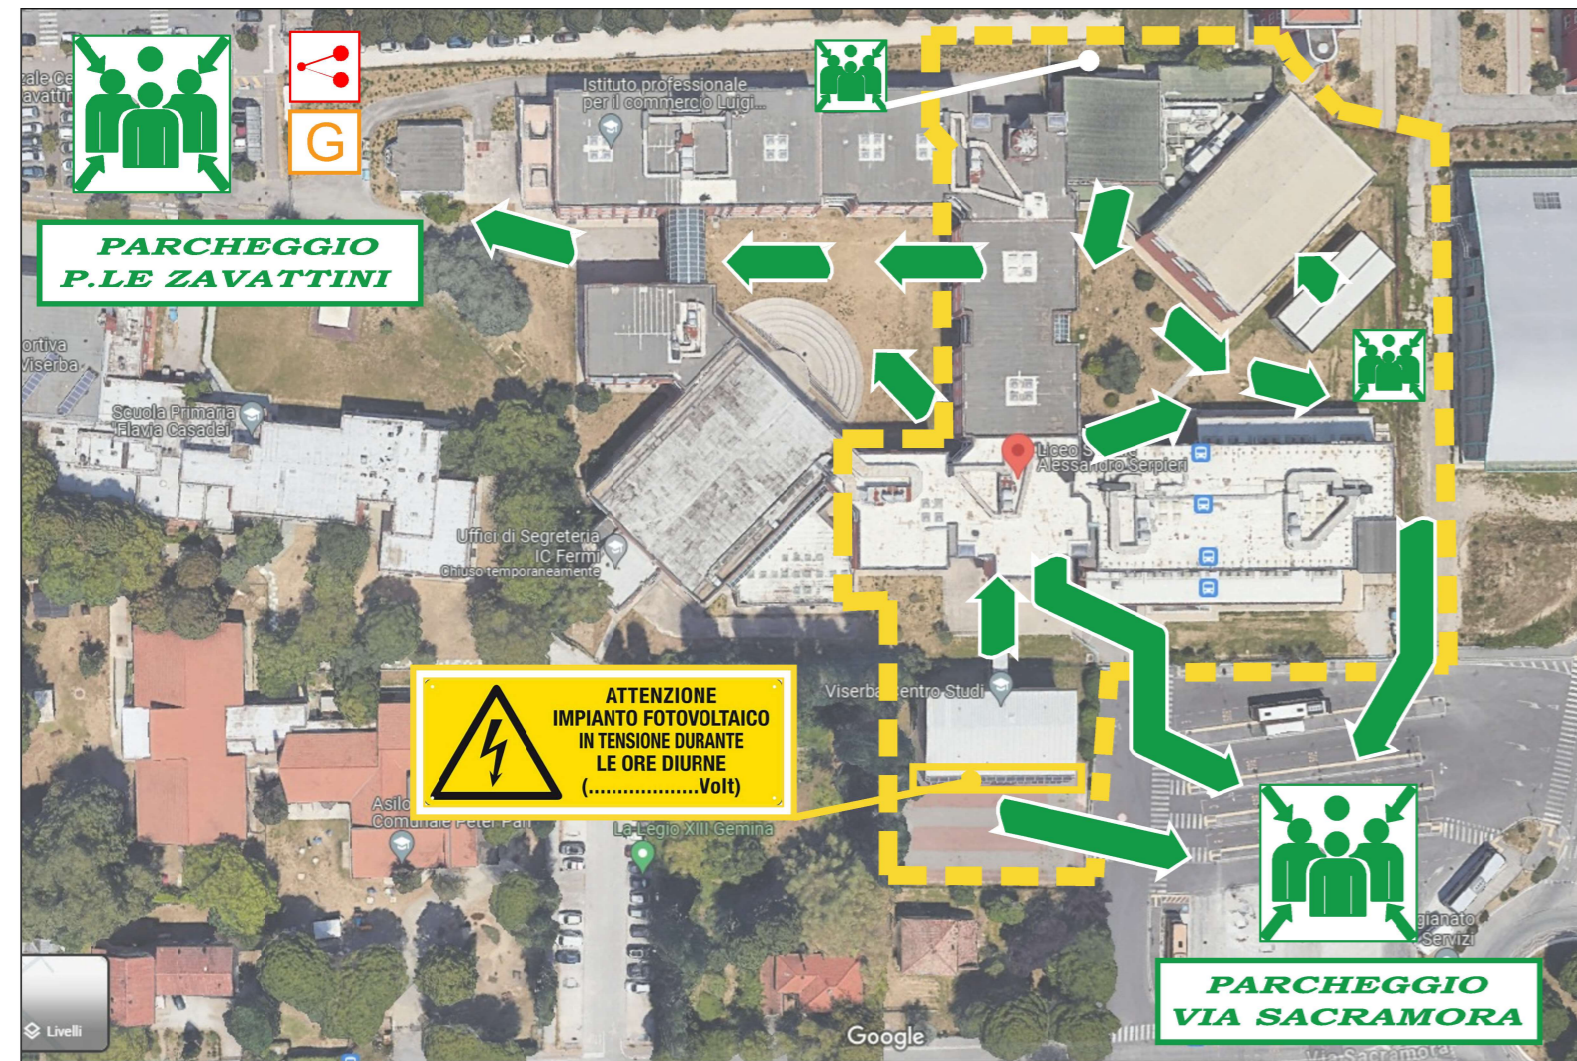 G
PARCHEGGIO
P.LE ZAVATTINI
Istituto professionale
per il commercio Luigi...
Scuola Primaria
Flavia Casadei
Liceo
Alessandro Serpieri
Uffici di Segreteria
IC Fermi
Chiuso temporaneamente
Viserba Centro Studi
ATTENZIONE
IMPIANTO FOTOVOLTAICO
IN TENSIONE DURANTE
LE ORE DIURNE
(....................Volt)
Comunale Peter Pan
La Legio XIII Gemina
Servizi
PARCHEGGIO
VIA SACRAMORA
Livelli
Google
Via Sacramora